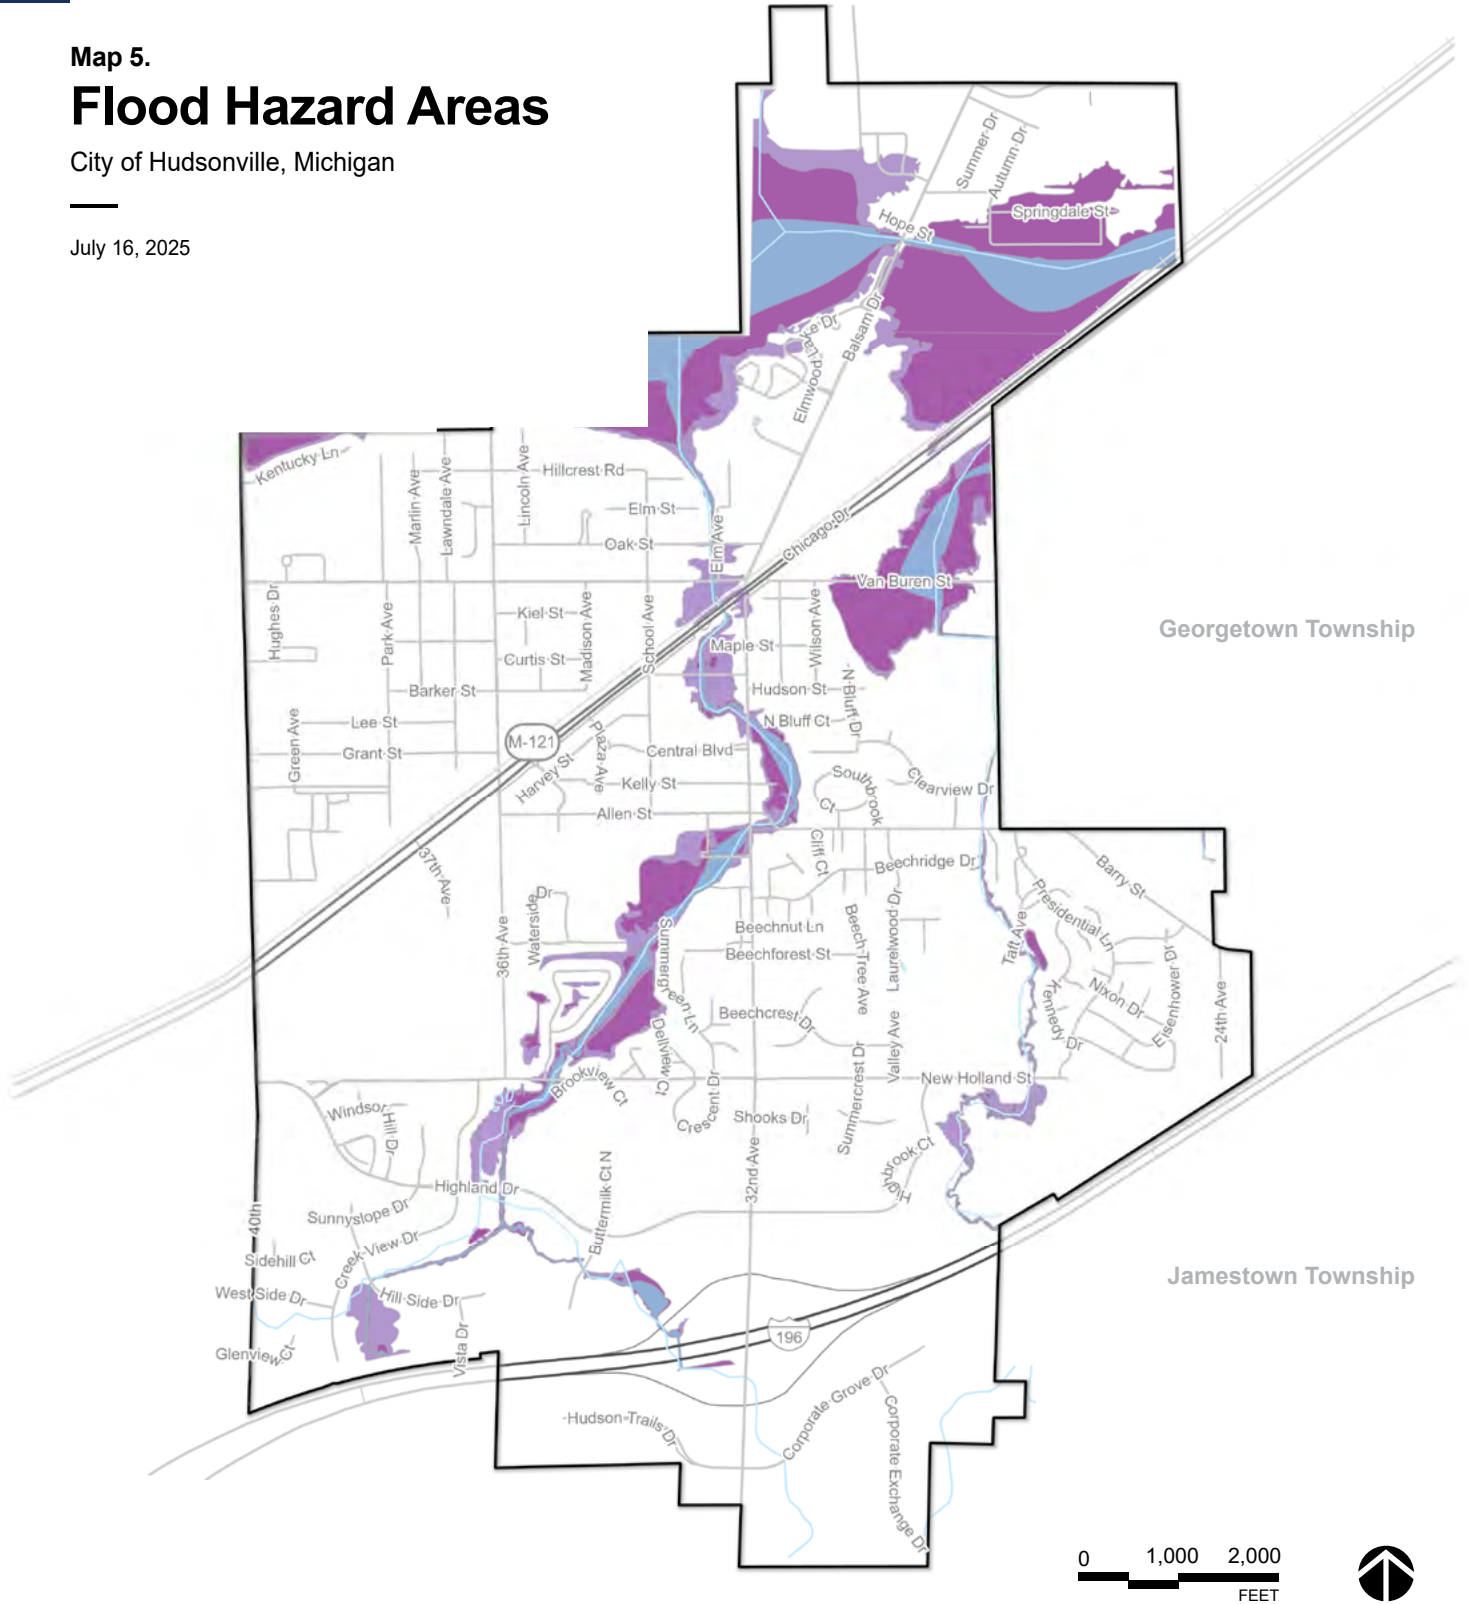 Map 5.
Flood Hazard Areas
City of Hudsonville, Michigan
July 16, 2025
Summer Dr
Autumn Dr
Springdale St
Hope St
Balsam Dr
Elmwood Lake Dr
Kentucky Ln
Marlin Ave
Lawndale Ave
Lincoln Ave
Hillcrest Rd
Elm St
Oak St
Elm Ave
Chicago Dr
Van Buren St
Hughes Dr
Park Ave
Kiel St
Madison Ave
School Ave
Maple St
Wilson Ave
Georgetown Township
Curtis St
Barker St
Hudson St
N Bluff Dr
Green Ave
Lee St
N Bluff Ct
M-121
Plaza Ave
Grant St
Central Blvd
Harvey St
Kelly St
Southbrook Ct
Clearview Dr
Allen St
37th Ave
Cliff Ct
Beechridge Dr
Barry St
Waterside Dr
36th Ave
Summergreen Ln
Beechnut Ln
Beechforest St
Beech Tree Ave
Laurelwood Dr
Taft Ave
Presidential Ln
Nixon Dr
Eisenhower Dr
Kennedy Dr
24th Ave
Beechcrest Dr
Dellview Ct
Valley Ave
Summercrest Dr
New Holland St
Brookview Ct
Crescent Dr
Shooks Dr
Windsor Hill Dr
32nd Ave
Highbrook Ct
Highland Dr
Buttermilk Ct N
40th
Sunnyslope Dr
Creek View Dr
Sidehill Ct
West Side Dr
Hill Side Dr
Jamestown Township
Glenview Ct
Vista Dr
196
Hudson Trails Dr
Corporate Grove Dr
Corporate Exchange Dr
0 1,000 2,000
FEET